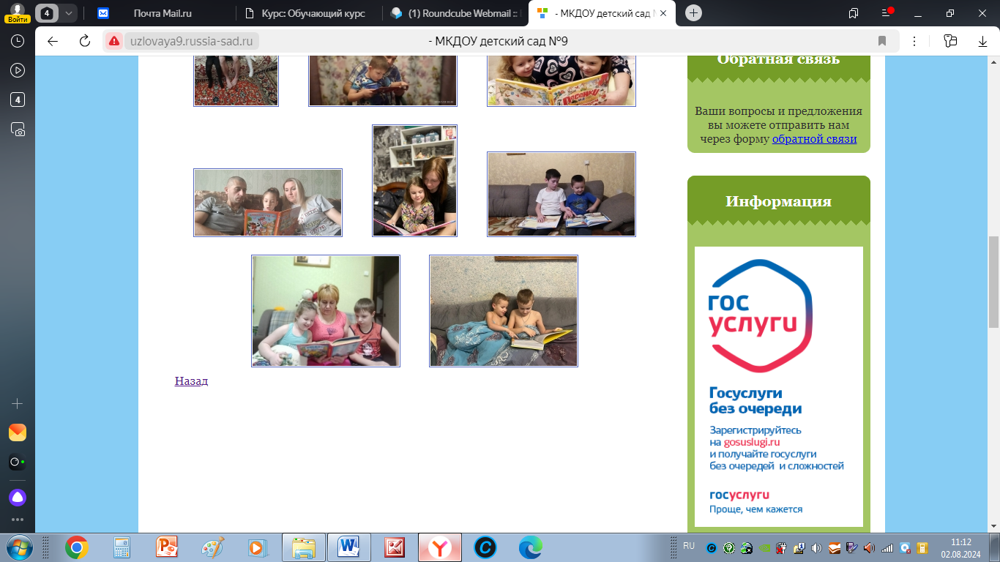 Войти
4
Почта Mail.ru
Курс: Обучающий курс
(1) Roundcube Webmail ::
- МКДОУ детский сад
uzlovaya9.russia-sad.ru
- МКДОУ детский сад №9
4
Обратная связь
Ваши вопросы и предложения
вы можете отправить нам
через форму обратной связи
Информация
гос
услуги
Госуслуги
без очереди
Зарегистрируйтесь
на gosuslugi.ru
и получайте госуслуги
без очередей и сложностей
госуслуги
Проще, чем кажется
Назад
RU
11:12
02.08.2024